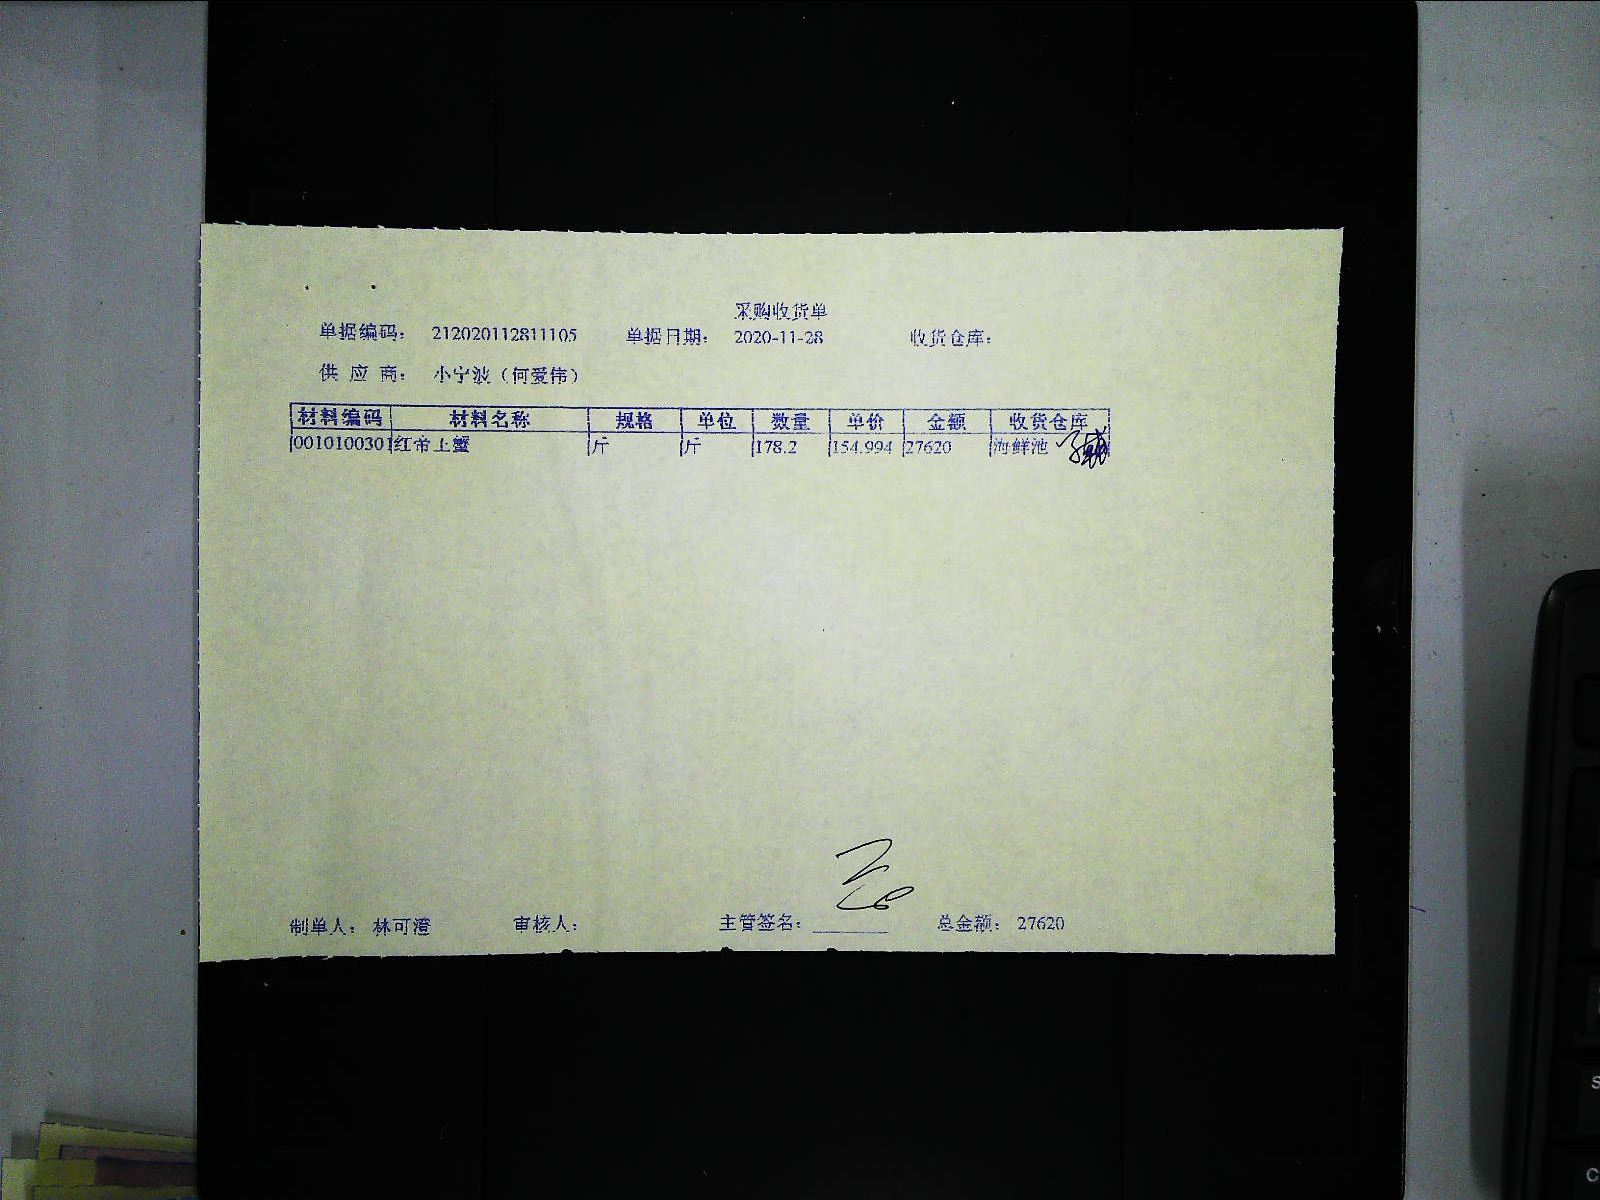 采购收货单
单据编码： 212020112811105 单据日期： 2020-11-28 收货仓库：
供 应 商： 小宁波（何爱伟）
材料编码 材料名称 规格 单位 数量 单价 金额 收货仓库
0010100301 红帝王蟹 斤 斤 178.2 154.994 27620 海鲜池
制单人： 林可澄 审核人： 主管签名： 总金额： 27620